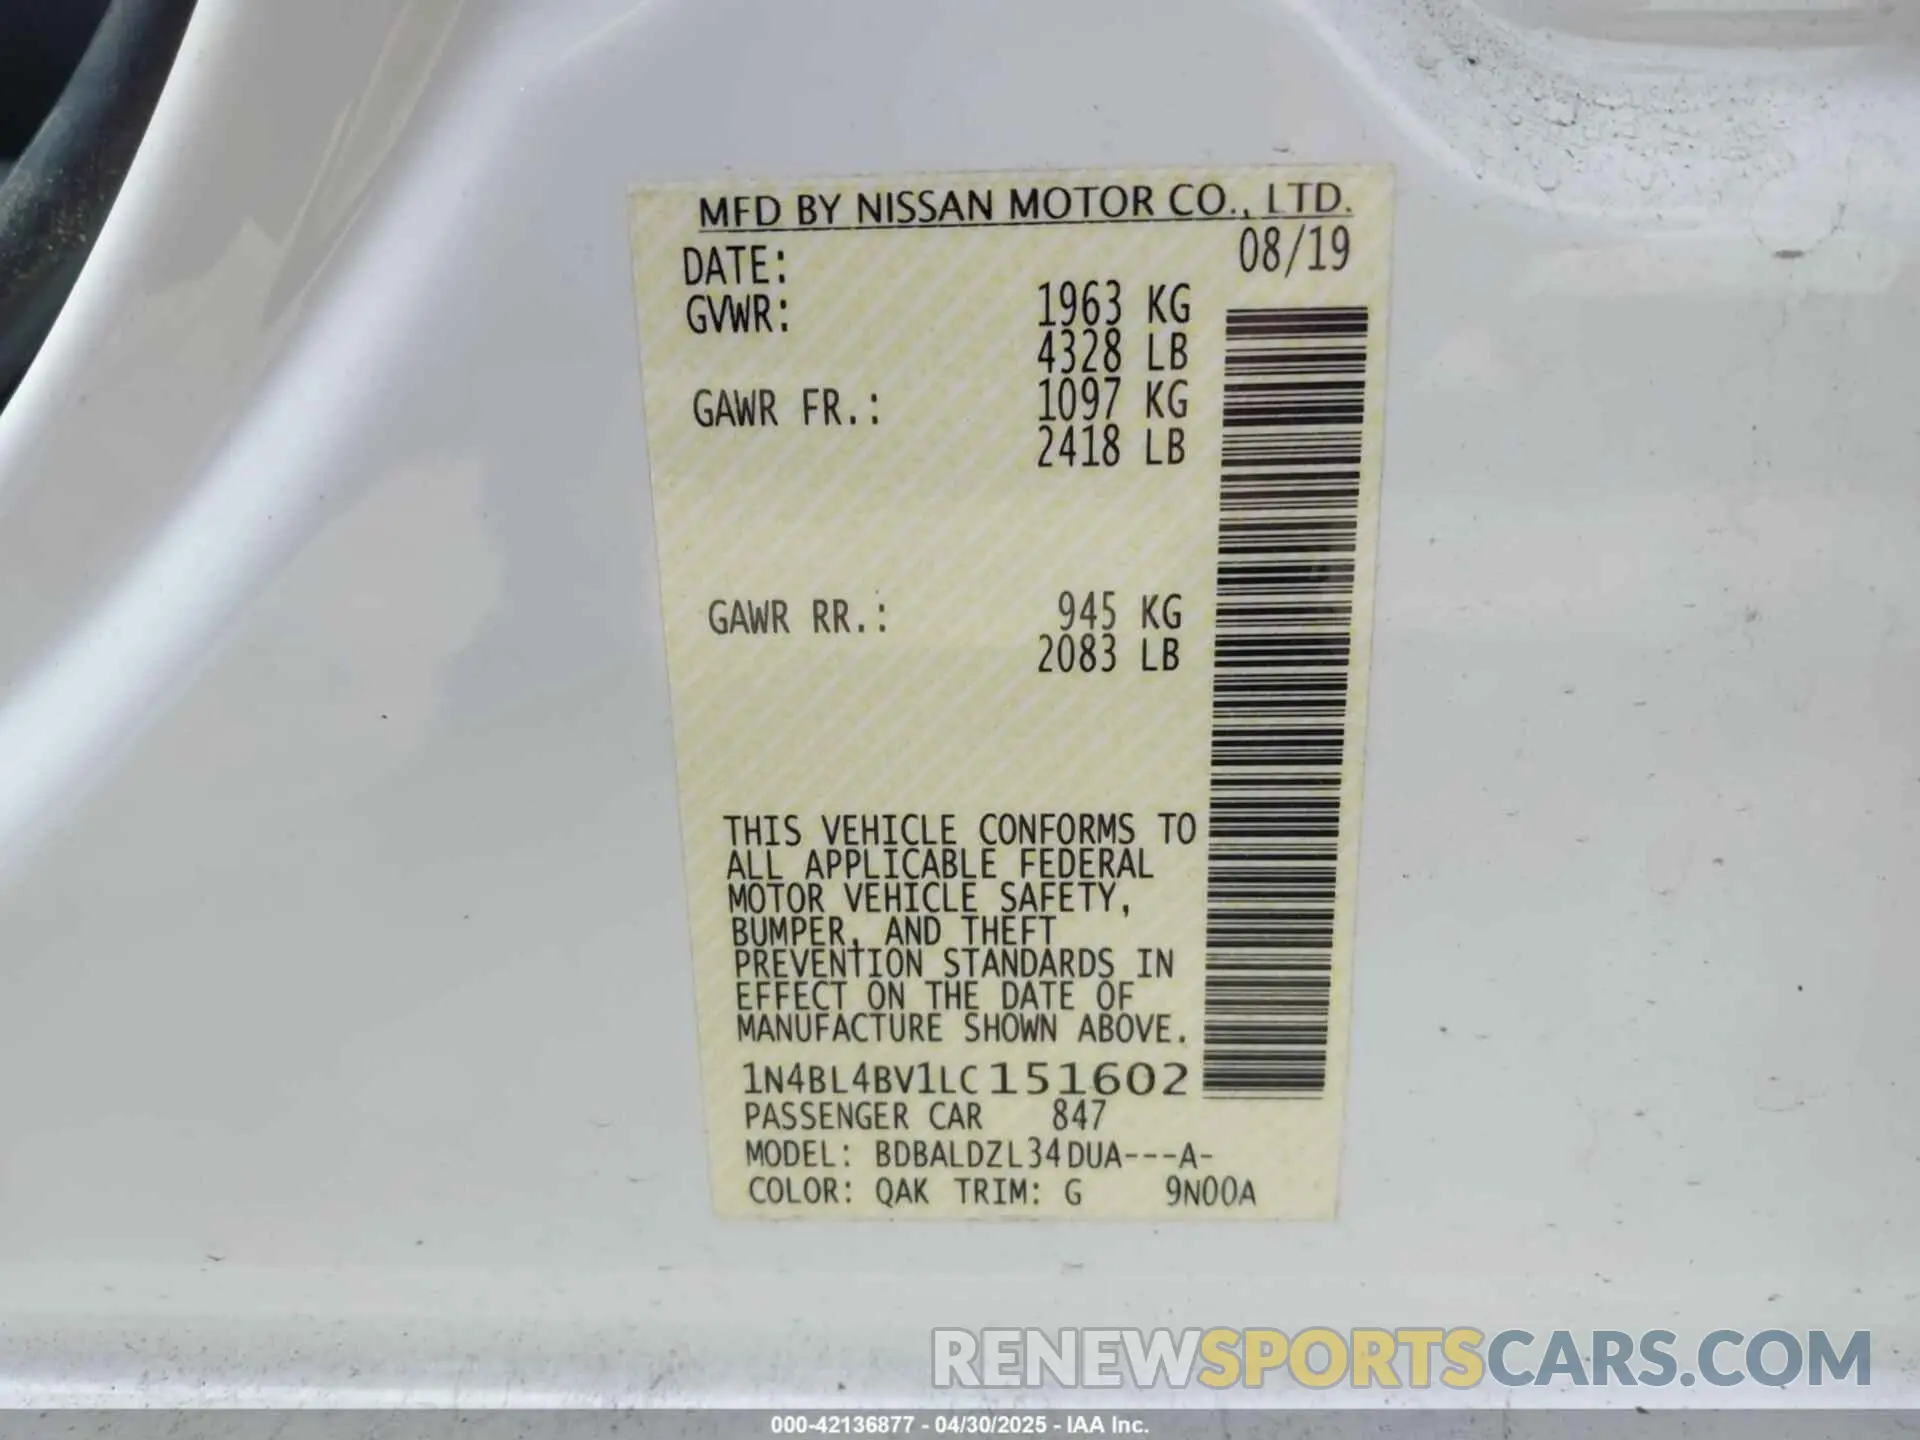 MFD BY NISSAN MOTOR CO., LTD.
DATE: 08/19
GVWR: 1963 KG
4328 LB
GAWR FR.: 1097 KG
2418 LB
GAWR RR.: 945 KG
2083 LB
THIS VEHICLE CONFORMS TO
ALL APPLICABLE FEDERAL
MOTOR VEHICLE SAFETY,
BUMPER, AND THEFT
PREVENTION STANDARDS IN
EFFECT ON THE DATE OF
MANUFACTURE SHOWN ABOVE.
1N4BL4BV1LC151602
PASSENGER CAR 847
MODEL: BDBALDZL34DUA---A-
COLOR: QAK TRIM: G 9N00A
RENEWSPORTSCARS.COM
000-42136877 - 04/30/2025 - IAA Inc.